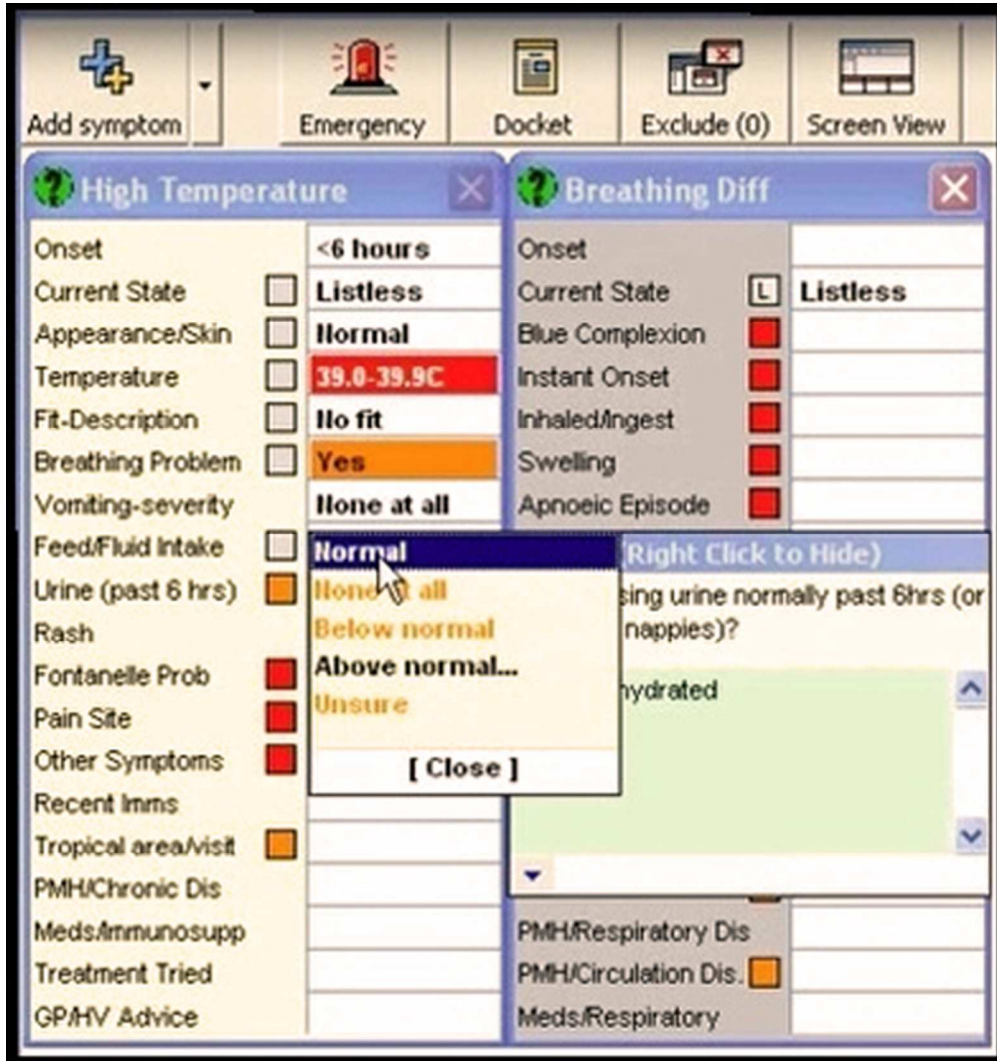 Add symptom
Emergency
Docket
Exclude (0)
Screen View
High Temperature
Onset <6 hours
Current State Listless
Appearance/Skin Normal
Temperature 39.0-39.9C
Fit-Description No fit
Breathing Problem Yes
Vomiting-severity None at all
Feed/Fluid Intake
Urine (past 6 hrs)
Rash
Fontanelle Prob
Pain Site
Other Symptoms
Recent Imms
Tropical area/visit
PMH/Chronic Dis
Meds/Immunosupp
Treatment Tried
GP/HV Advice
Normal
None at all
Below normal
Above normal...
Unsure
[ Close ]
Breathing Diff
Onset
Current State L Listless
Blue Complexion
Instant Onset
Inhaled/Ingest
Swelling
Apnoeic Episode
(Right Click to Hide)
sing urine normally past 6hrs (or
nappies)?
hydrated
PMH/Respiratory Dis
PMH/Circulation Dis.
Meds/Respiratory